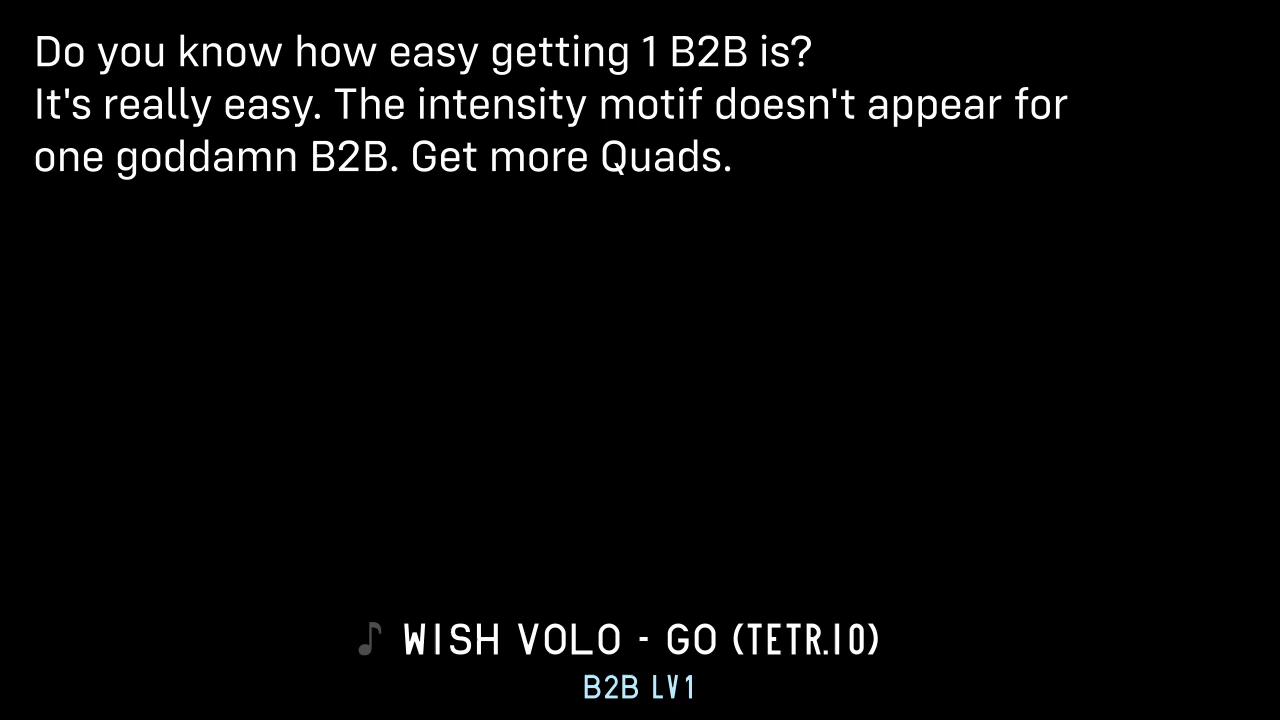 Do you know how easy getting 1 B2B is?
It's really easy. The intensity motif doesn't appear for
one goddamn B2B. Get more Quads.
♪ WISH VOLO - GO (TETR.IO)
B2B LV1